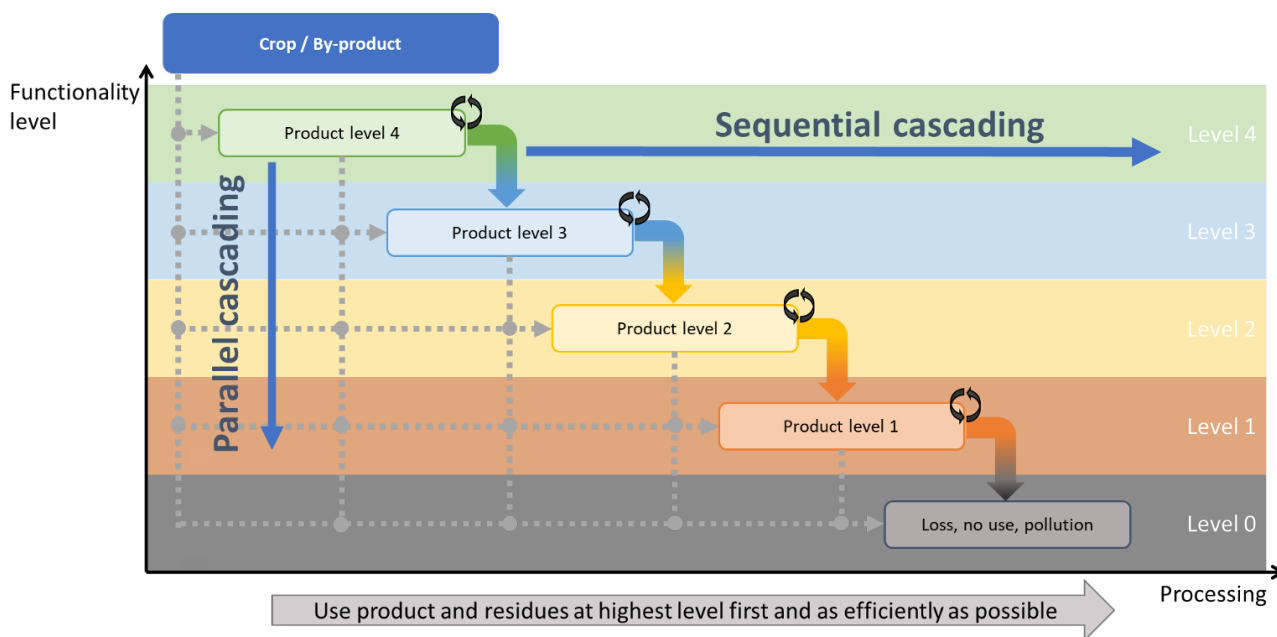 Crop / By-product
Functionality
level
Product level 4
Sequential cascading
Level 4
Parallel cascading
Product level 3
Level 3
Product level 2
Level 2
Product level 1
Level 1
Loss, no use, pollution
Level 0
Processing
Use product and residues at highest level first and as efficiently as possible